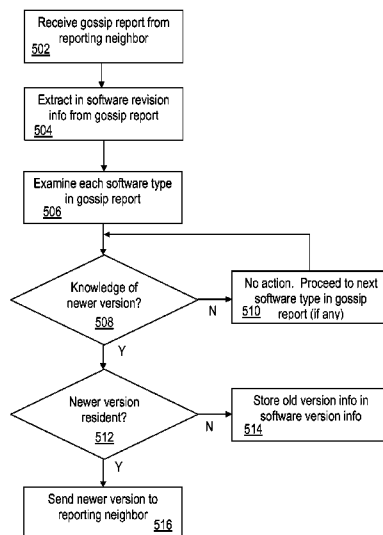 Receive gossip report from
reporting neighbor
502
Extract in software revision
info from gossip report
504
Examine each software type
in gossip report
506
Knowledge of
newer version?
508
N
No action. Proceed to next
software type in gossip
510 report (if any)
Y
Newer version
resident?
512
N
Store old version info in
software version info
514
Y
Send newer version to
reporting neighbor
516